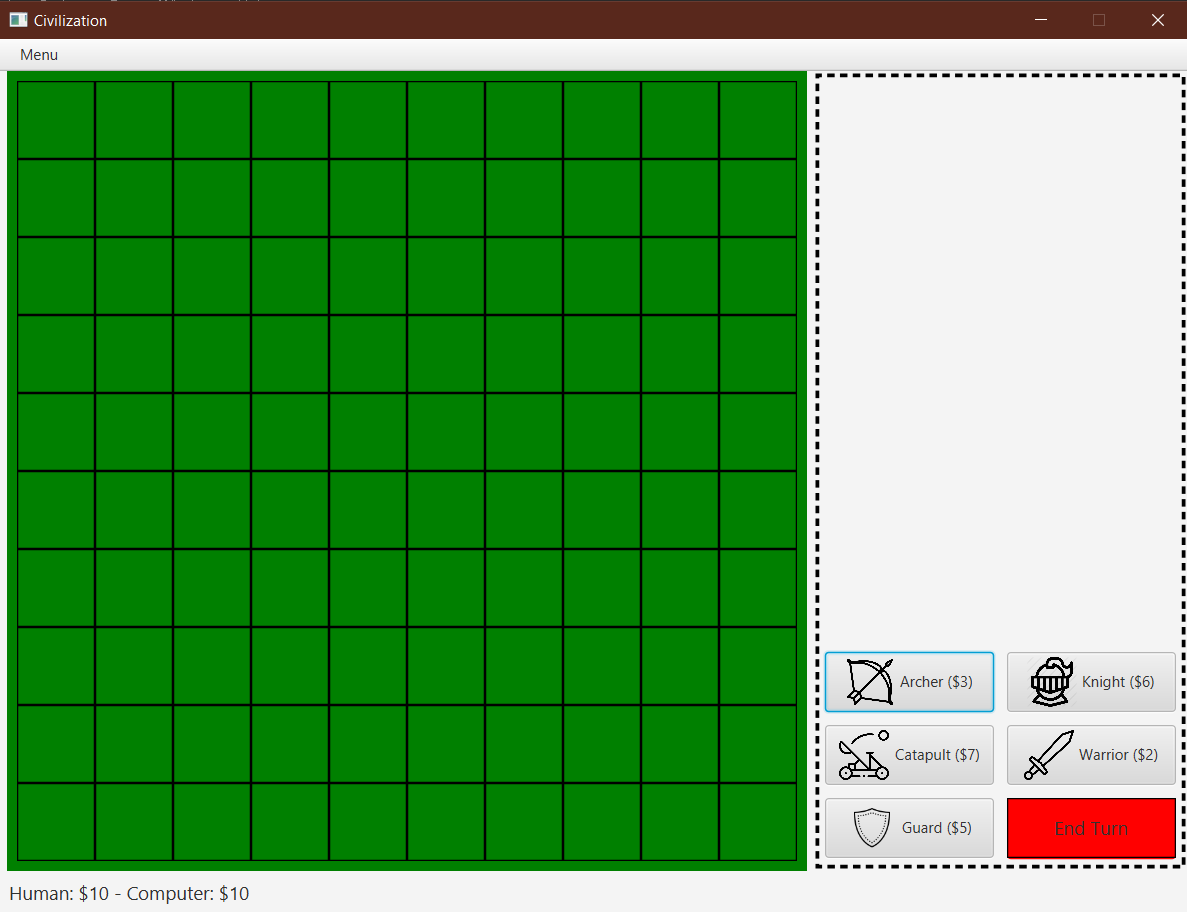 Civilization
Menu
Archer ($3)
Knight ($6)
Catapult ($7)
Warrior ($2)
Guard ($5)
End Turn
Human: $10 - Computer: $10